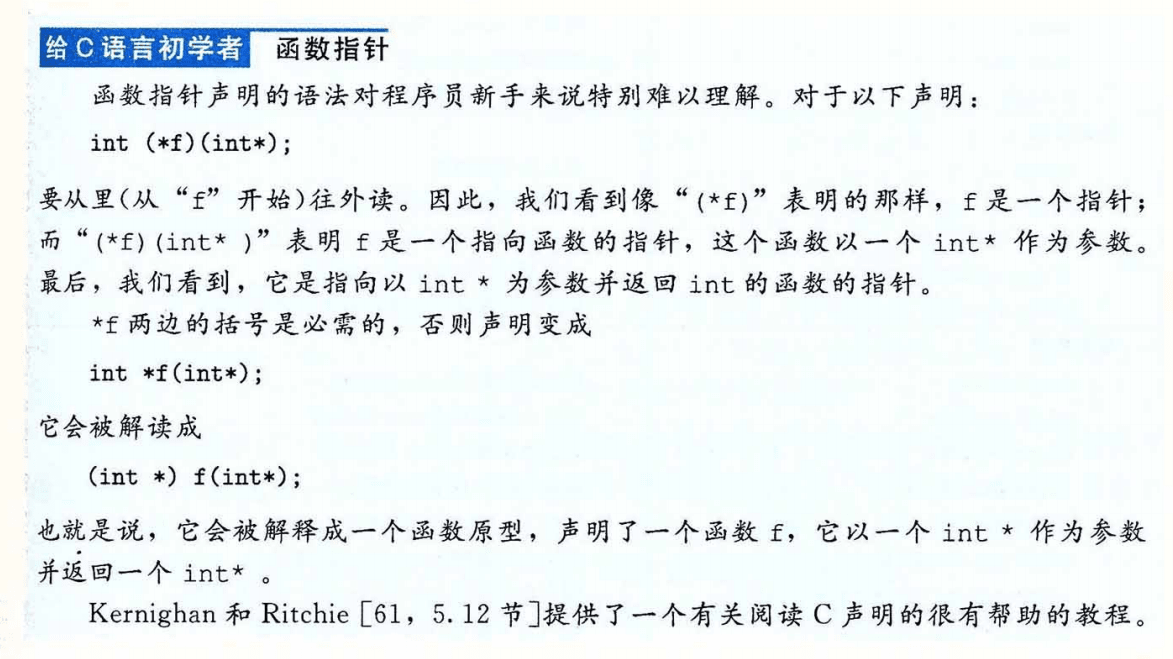 给C语言初学者 函数指针
函数指针声明的语法对程序员新手来说特别难以理解。对于以下声明：
int (*f)(int*);
要从里(从“f”开始)往外读。因此，我们看到像“(*f)”表明的那样，f是一个指针；
而“(*f)(int* )”表明f是一个指向函数的指针，这个函数以一个 int* 作为参数。
最后，我们看到，它是指向以 int * 为参数并返回 int 的函数的指针。
*f 两边的括号是必需的，否则声明变成
int *f(int*);
它会被解读成
(int *) f(int*);
也就是说，它会被解释成一个函数原型，声明了一个函数 f，它以一个 int * 作为参数
并返回一个 int* 。
Kernighan 和 Ritchie [61，5.12 节]提供了一个有关阅读 C 声明的很有帮助的教程。